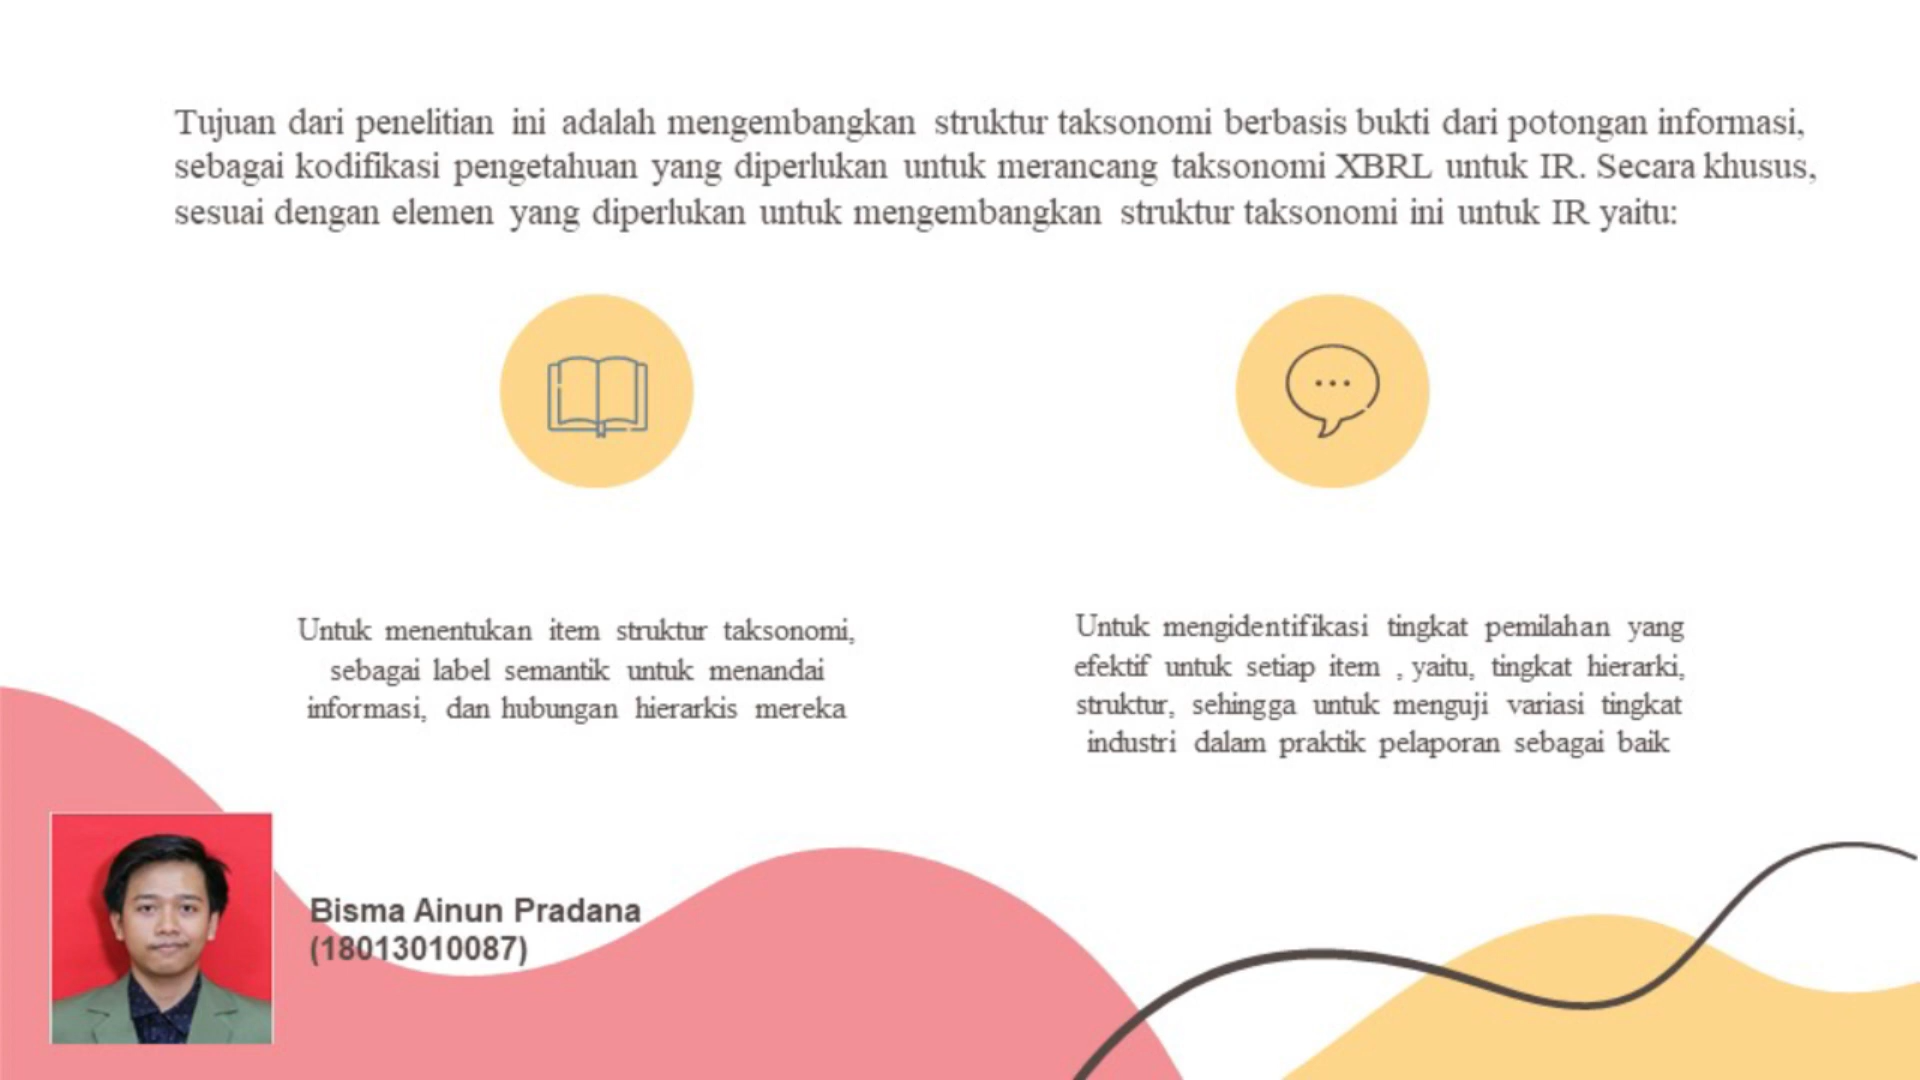 Tujuan dari penelitian ini adalah mengembangkan struktur taksonomi berbasis bukti dari potongan informasi,
sebagai kodifikasi pengetahuan yang diperlukan untuk merancang taksonomi XBRL untuk IR. Secara khusus,
sesuai dengan elemen yang diperlukan untuk mengembangkan struktur taksonomi ini untuk IR yaitu:
Untuk menentukan item struktur taksonomi,
sebagai label semantik untuk menandai
informasi, dan hubungan hierarkis mereka
Untuk mengidentifikasi tingkat pemilahan yang
efektif untuk setiap item , yaitu, tingkat hierarki,
struktur, sehingga untuk menguji variasi tingkat
industri dalam praktik pelaporan sebagai baik
Bisma Ainun Pradana
(18013010087)